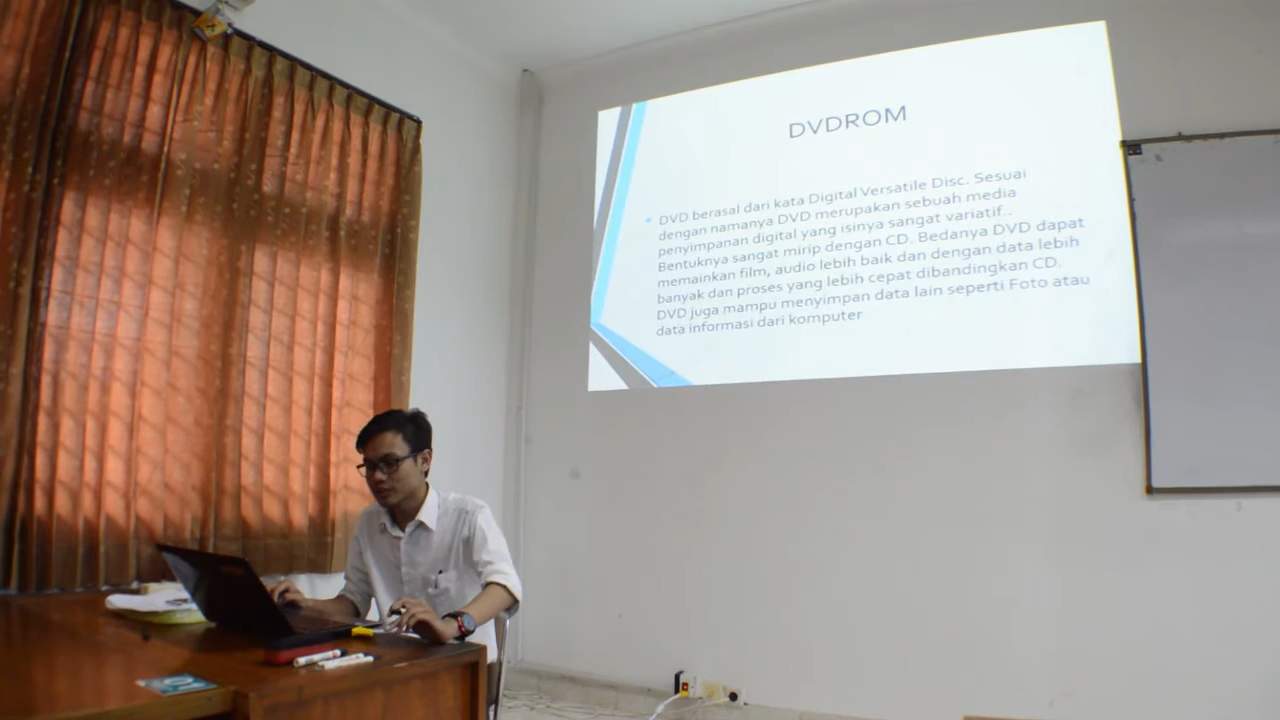 DVDROM
DVD berasal dari kata Digital Versatile Disc. Sesuai
dengan namanya DVD merupakan sebuah media
penyimpanan digital yang isinya sangat variatif..
Bentuknya sangat mirip dengan CD. Bedanya DVD dapat
memainkan film, audio lebih baik dan dengan data lebih
banyak dan proses yang lebih cepat dibandingkan CD.
DVD juga mampu menyimpan data lain seperti Foto atau
data informasi dari komputer